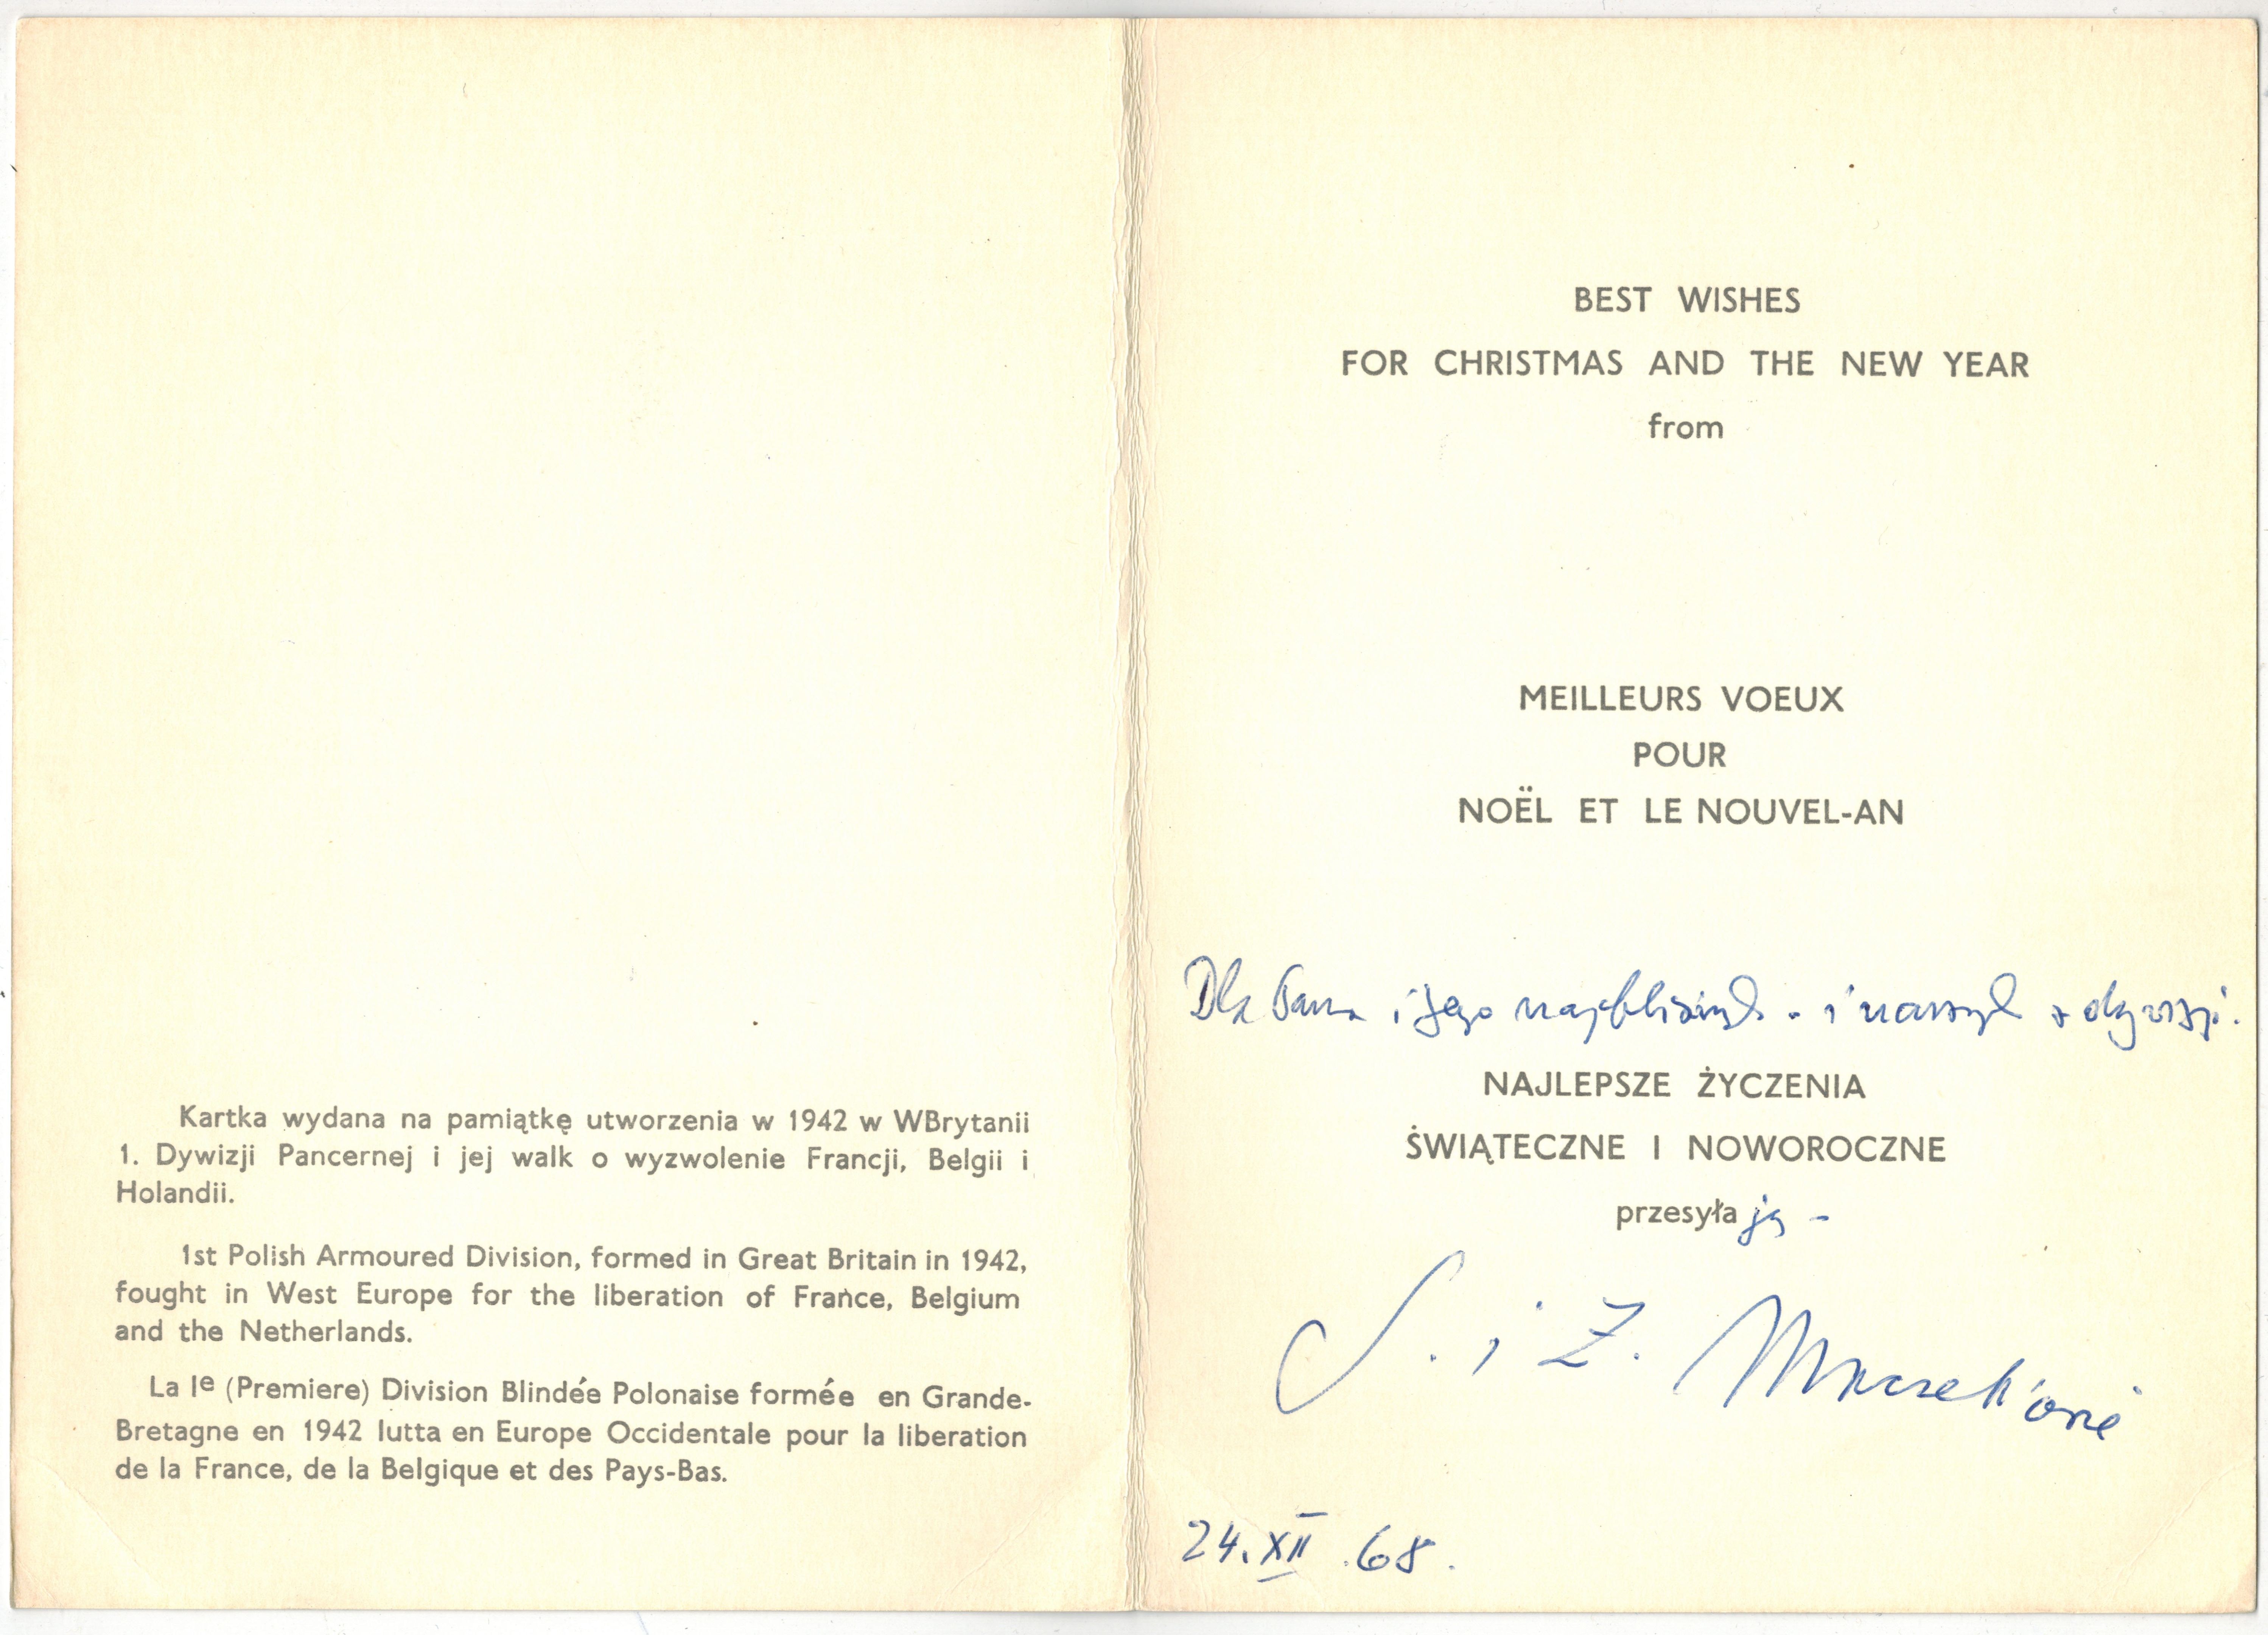 Kartka wydana na pamiątkę utworzenia w 1942 w WBrytanii
1. Dywizji Pancernej i jej walk o wyzwolenie Francji, Belgii i
Holandii.
1st Polish Armoured Division, formed in Great Britain in 1942,
fought in West Europe for the liberation of France, Belgium
and the Netherlands.
La Ie (Premiere) Division Blindée Polonaise formée en Grande-
Bretagne en 1942 lutta en Europe Occidentale pour la liberation
de la France, de la Belgique et des Pays-Bas.
BEST WISHES
FOR CHRISTMAS AND THE NEW YEAR
from
MEILLEURS VOEUX
POUR
NOËL ET LE NOUVEL-AN
Dla Pana i Jego najbliższych - i naszych z dywizji.
NAJLEPSZE ŻYCZENIA
ŚWIĄTECZNE I NOWOROCZNE
przesyłają -
S. i Z.
24.XII.68.